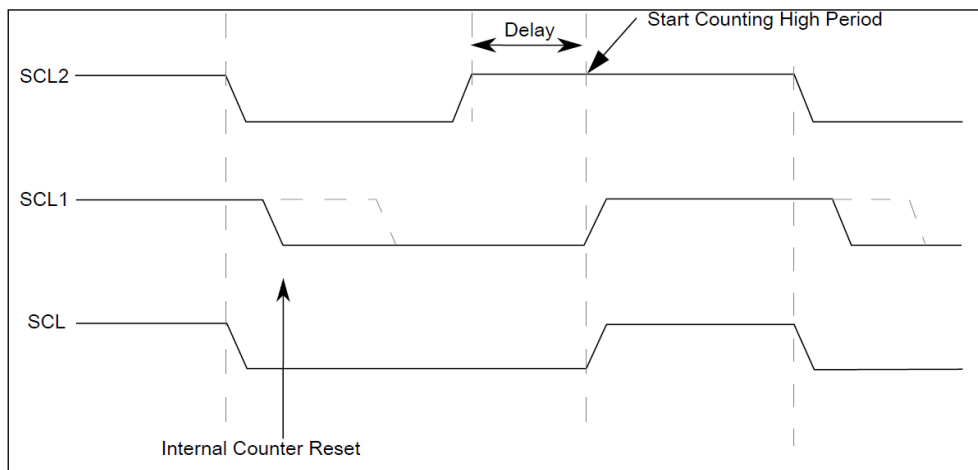 Start Counting High Period
Delay
SCL2
SCL1
SCL
Internal Counter Reset